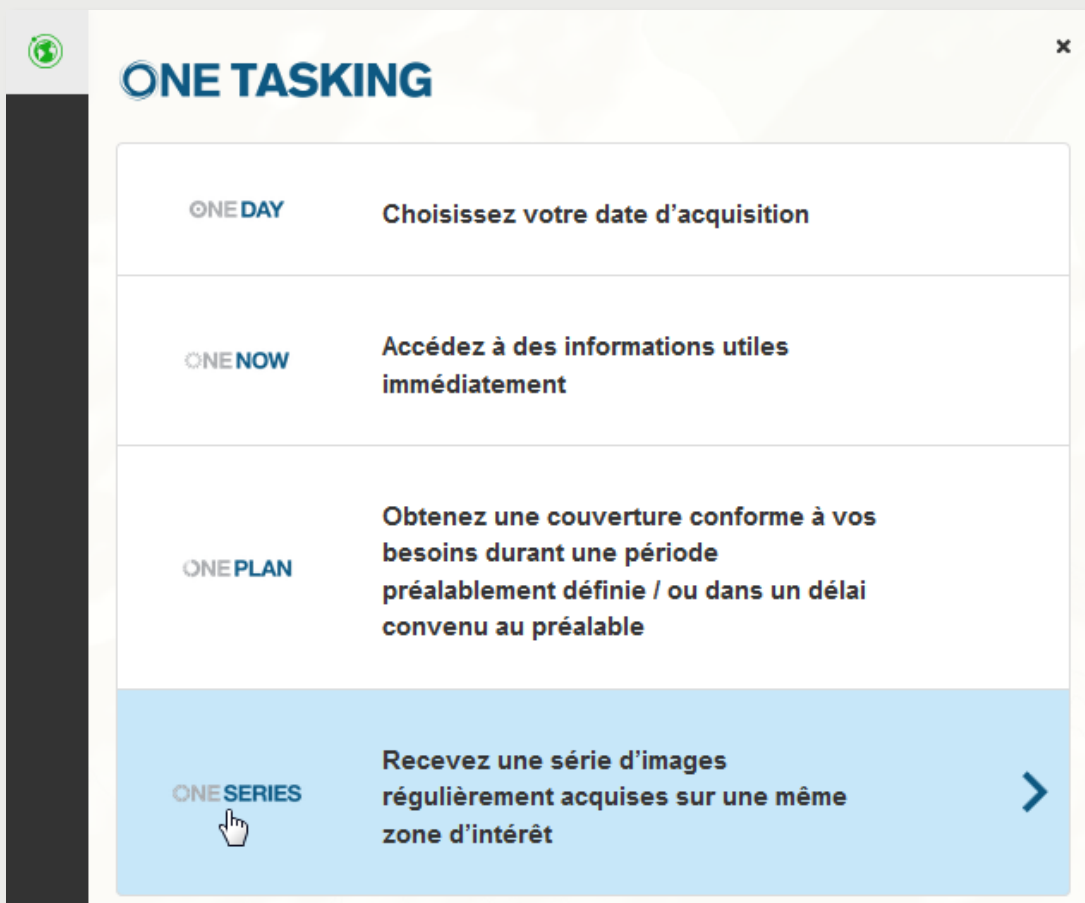 ONE TASKING
×
ONE DAY
Choisissez votre date d’acquisition
ONE NOW
Accédez à des informations utiles
immédiatement
ONE PLAN
Obtenez une couverture conforme à vos
besoins durant une période
préalablement définie / ou dans un délai
convenu au préalable
ONE SERIES
Recevez une série d’images
régulièrement acquises sur une même
zone d’intérêt